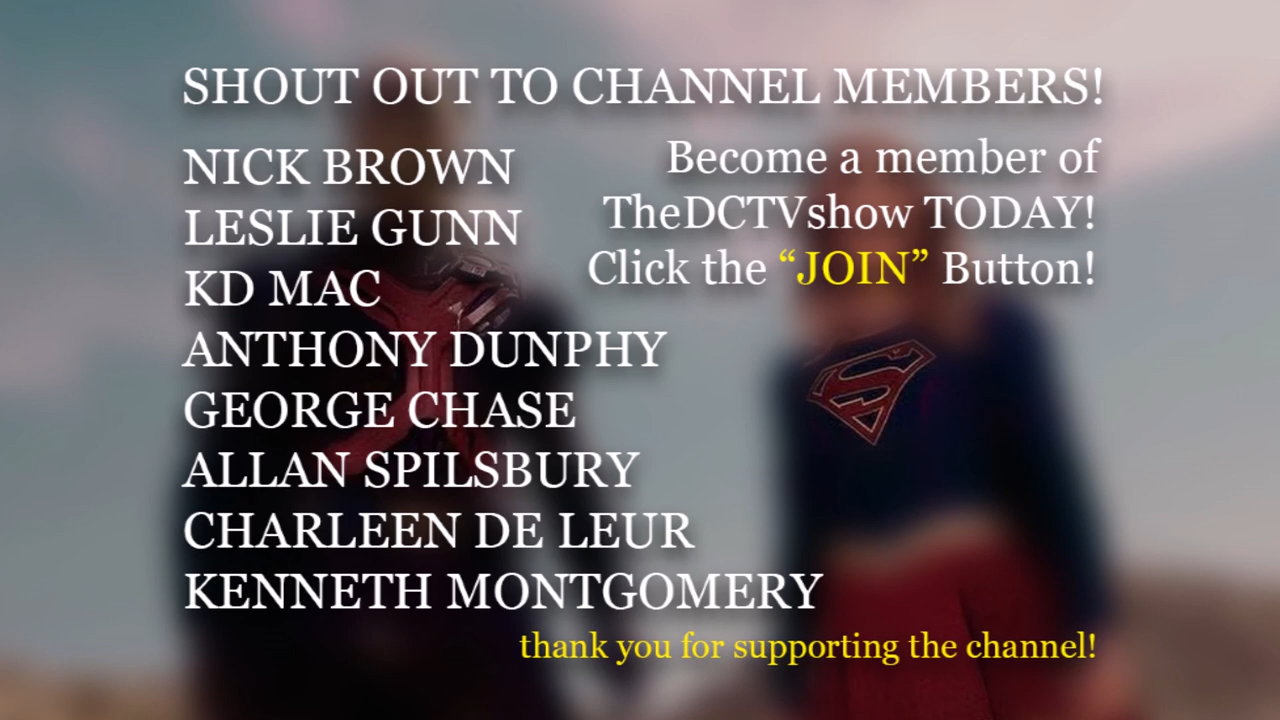 SHOUT OUT TO CHANNEL MEMBERS!
NICK BROWN
LESLIE GUNN
KD MAC
ANTHONY DUNPHY
GEORGE CHASE
ALLAN SPILSBURY
CHARLEEN DE LEUR
KENNETH MONTGOMERY
Become a member of
TheDCTVshow TODAY!
Click the “JOIN” Button!
thank you for supporting the channel!